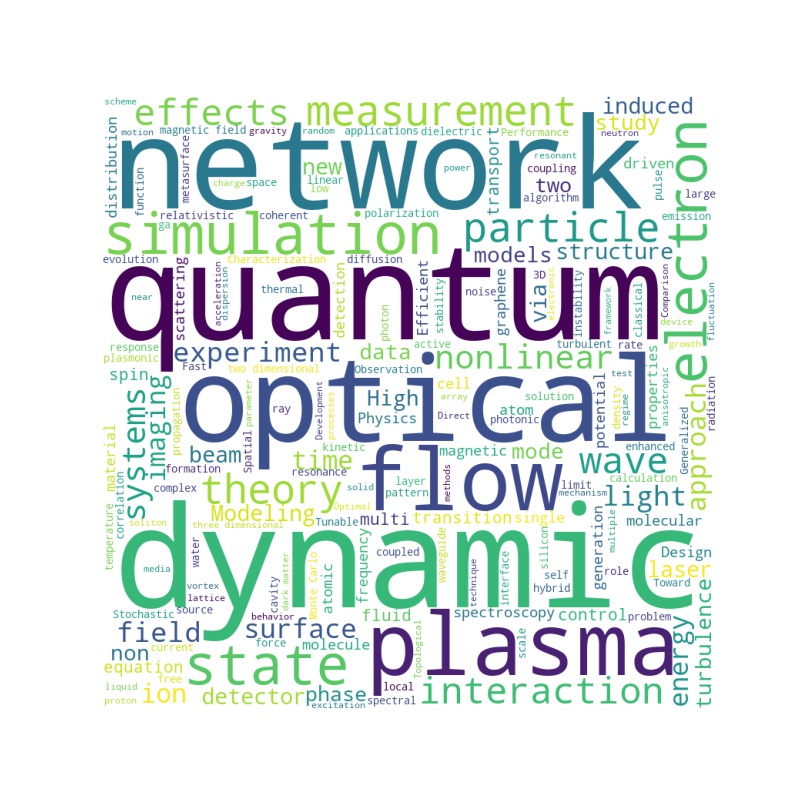 scheme
effects
measurement
induced
network
distribution
motion
magnetic field
gravity
random
applications
dielectric
Performance
resonant
neutron
study
function
metasurface
new
linear
low
power
coupling
two
algorithm
driven
pulse
large
charge
space
transport
electron
relativistic
coherent
polarization
emission
ga
simulation
particle
models
structure
evolution
scattering
Characterization
diffusion
quantum
near
acceleration
dispersion
thermal
detection
photon
stability
Efficient
noise
graphene
via
3D
electronic
instability
framework
classical
Comparison
device
fluctuation
response
plasmonic
active
turbulent
rate
growth
experiment
data
nonlinear
Fast
two dimensional
Observation
spin
imaging
propagation
optical
cell
array
solution
test
properties
approach
anisotropic
radiation
potential
density
regime
material
systems
parameter
ray
Spatial
Development
processes
High
Physics
Direct
atom
photonic
beam
kinetic
time
magnetic
mode
wave
enhanced
Generalized
calculation
formation
resonance
solid
layer
pattern
methods
flow
limit
mechanism
complex
correlation
temperature
theory
Optimal
light
molecular
soliton
Modeling
three dimensional
Tunable
multi
transition
single
silicon
generation
multiple
dynamic
water
frequency
coupled
waveguide
Design
laser
Toward
media
vortex
lattice
source
dark matter
Monte Carlo
cavity
atomic
technique
interface
self
hybrid
role
Stochastic
behavior
fluid
spectroscopy
control
problem
field
surface
plasma
energy
turbulence
non
current
force
molecule
Topological
scale
equation
state
free
local
interaction
liquid
ion
detector
phase
proton
excitation
spectral